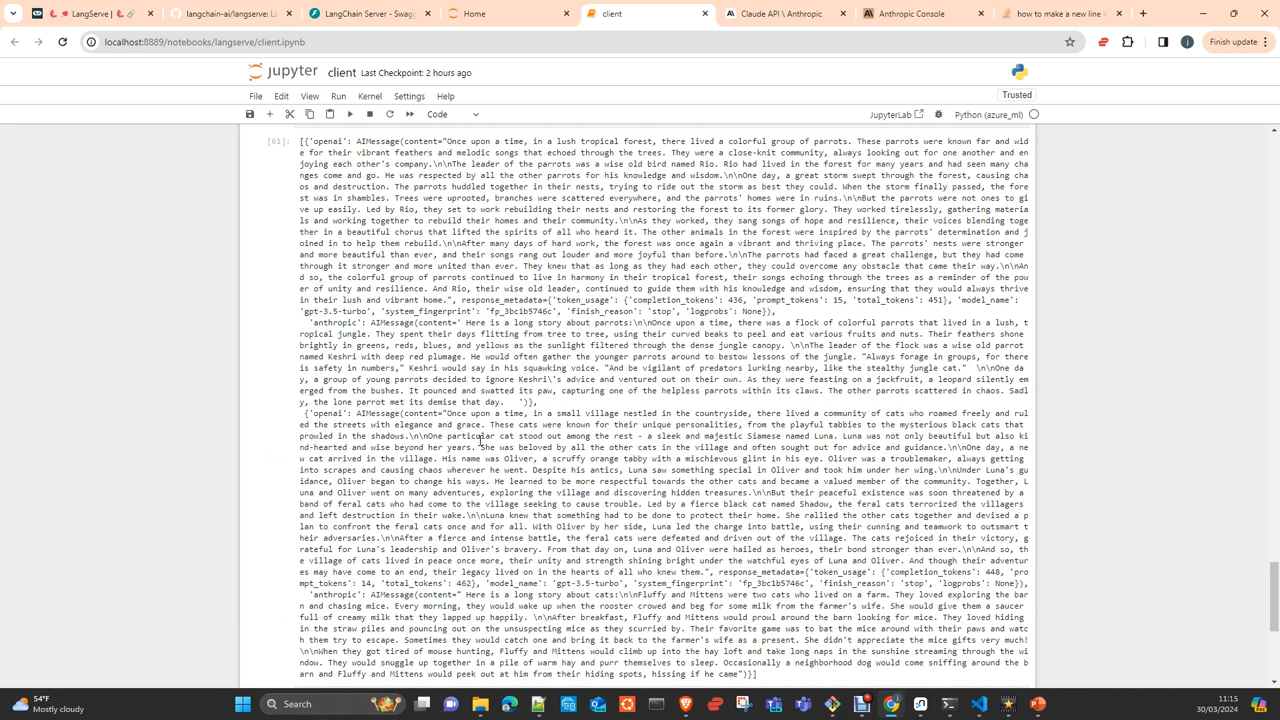 LangServe |
langchain-ai/langserve: L
LangChain Server - Swagg
Home
client
Claude API \ Anthropic
Anthropic Console
how to make a new line i
localhost:8889/notebooks/langserve/client.ipynb
Finish update
jupyter client Last Checkpoint: 2 hours ago
File Edit View Run Kernel Settings Help
Trusted
Code
JupyterLab
Python (azure_ml)
[61]:
[{'openai': AIMessage(content="Once upon a time, in a lush tropical forest, there lived a colorful group of parrots. These parrots were known far and wid
e for their vibrant feathers and melodic songs that echoed through the trees. They were a close-knit community, always looking out for one another and en
joying each other's company.\n\nThe leader of the parrots was a wise old bird named Rio. Rio had lived in the forest for many years and had seen many cha
nges come and go. He was respected by all the other parrots for his knowledge and wisdom.\n\nOne day, a great storm swept through the forest, causing cha
os and destruction. The parrots huddled together in their nests, trying to ride out the storm as best they could. When the storm finally passed, the fore
st was in shambles. Trees were uprooted, branches were scattered everywhere, and the parrots' homes were in ruins.\n\nBut the parrots were not ones to gi
ve up easily. Led by Rio, they set to work rebuilding their nests and restoring the forest to its former glory. They worked tirelessly, gathering materia
ls and working together to rebuild their homes and their community.\n\nAs they worked, they sang songs of hope and resilience, their voices blending toge
ther in a beautiful chorus that lifted the spirits of all who heard it. The other animals in the forest were inspired by the parrots' determination and j
oined in to help them rebuild.\n\nAfter many days of hard work, the forest was once again a vibrant and thriving place. The parrots' nests were stronger
and more beautiful than ever, and their songs rang out louder and more joyful than before.\n\nThe parrots had faced a great challenge, but they had come
through it stronger and more united than ever. They knew that as long as they had each other, they could overcome any obstacle that came their way.\n\nAn
d so, the colorful group of parrots continued to live in harmony in their tropical forest, their songs echoing through the trees as a reminder of the pow
er of unity and resilience. And Rio, their wise old leader, continued to guide them with his knowledge and wisdom, ensuring that they would always thrive
in their lush and vibrant home.", response_metadata={'token_usage': {'completion_tokens': 436, 'prompt_tokens': 15, 'total_tokens': 451}, 'model_name':
'gpt-3.5-turbo', 'system_fingerprint': 'fp_3bc1b5746c', 'finish_reason': 'stop', 'logprobs': None}),
'anthropic': AIMessage(content=' Here is a long story about parrots:\n\nOnce upon a time, there was a flock of colorful parrots that lived in a lush, t
ropical jungle. They spent their days flitting from tree to tree, using their curved beaks to peel and eat various fruits and nuts. Their feathers shone
brightly in greens, reds, blues, and yellows as the sunlight filtered through the dense jungle canopy. \n\nThe leader of the flock was a wise old parrot
named Keshri with deep red plumage. He would often gather the younger parrots around to bestow lessons of the jungle. "Always forage in groups, for there
is safety in numbers," Keshri would say in his squawking voice. "And be vigilant of predators lurking nearby, like the stealthy jungle cat." \n\nOne da
y, a group of young parrots decided to ignore Keshri\'s advice and ventured out on their own. As they were feasting on a jackfruit, a leopard silently em
erged from the bushes. It pounced and swatted its paw, capturing one of the helpless parrots within its claws. The other parrots scattered in chaos. Sadl
y, the lone parrot met its demise that day. ')},
{'openai': AIMessage(content="Once upon a time, in a small village nestled in the countryside, there lived a community of cats who roamed freely and rul
ed the streets with elegance and grace. These cats were known for their unique personalities, from the playful tabbies to the mysterious black cats that
prowled in the shadows.\n\nOne particular cat stood out among the rest - a sleek and majestic Siamese named Luna. Luna was not only beautiful but also ki
nd-hearted and wise beyond her years. She was beloved by all the other cats in the village and often sought out for advice and guidance.\n\nOne day, a ne
w cat arrived in the village. His name was Oliver, a scruffy orange tabby with a mischievous glint in his eye. Oliver was a troublemaker, always getting
into scrapes and causing chaos wherever he went. Despite his antics, Luna saw something special in Oliver and took him under her wing.\n\nUnder Luna's gu
idance, Oliver began to change his ways. He learned to be more respectful towards the other cats and became a valued member of the community. Together, L
una and Oliver went on many adventures, exploring the village and discovering hidden treasures.\n\nBut their peaceful existence was soon threatened by a
band of feral cats who had come to the village seeking to cause trouble. Led by a fierce black cat named Shadow, the feral cats terrorized the villagers
and left destruction in their wake.\n\nLuna knew that something had to be done to protect their home. She rallied the other cats together and devised a p
lan to confront the feral cats once and for all. With Oliver by her side, Luna led the charge into battle, using their cunning and teamwork to outsmart t
heir adversaries.\n\nAfter a fierce and intense battle, the feral cats were defeated and driven out of the village. The cats rejoiced in their victory, g
rateful for Luna's leadership and Oliver's bravery. From that day on, Luna and Oliver were hailed as heroes, their bond stronger than ever.\n\nAnd so, th
e village of cats lived in peace once more, their unity and strength shining bright under the watchful eyes of Luna and Oliver. And though their adventur
es may have come to an end, their legacy lived on in the hearts of all who knew them.", response_metadata={'token_usage': {'completion_tokens': 448, 'pro
mpt_tokens': 14, 'total_tokens': 462}, 'model_name': 'gpt-3.5-turbo', 'system_fingerprint': 'fp_3bc1b5746c', 'finish_reason': 'stop', 'logprobs': None}),
'anthropic': AIMessage(content=" Here is a long story about cats:\n\nFluffy and Mittens were two cats who lived on a farm. They loved exploring the bar
n and chasing mice. Every morning, they would wake up when the rooster crowed and beg for some milk from the farmer's wife. She would give them a saucer
full of creamy milk that they lapped up happily. \n\nAfter breakfast, Fluffy and Mittens would prowl around the barn looking for mice. They loved hiding
in the straw piles and pouncing on the unsuspecting mice as they scurried by. Their favorite game was to bat the mice around with their paws and watc
h them try to escape. Sometimes they would catch one and bring it back to the farmer's wife as a present. She didn't appreciate the mice gifts very much!
\n\nWhen they got tired of mouse hunting, Fluffy and Mittens would climb up into the hay loft and take long naps in the sunshine streaming through the wi
ndow. They would snuggle up together in a pile of warm hay and purr themselves to sleep. Occasionally a neighborhood dog would come sniffing around the b
arn and Fluffy and Mittens would peek out at him from their hiding spots, hissing if he came")}]
54°F
Mostly cloudy
Search
11:15
30/03/2024